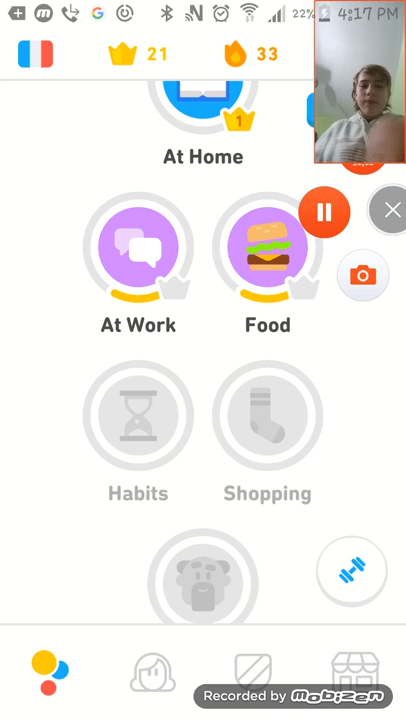 22% 4:17 PM
21
33
1
At Home
At Work
Food
Habits
Shopping
Recorded by mobizen